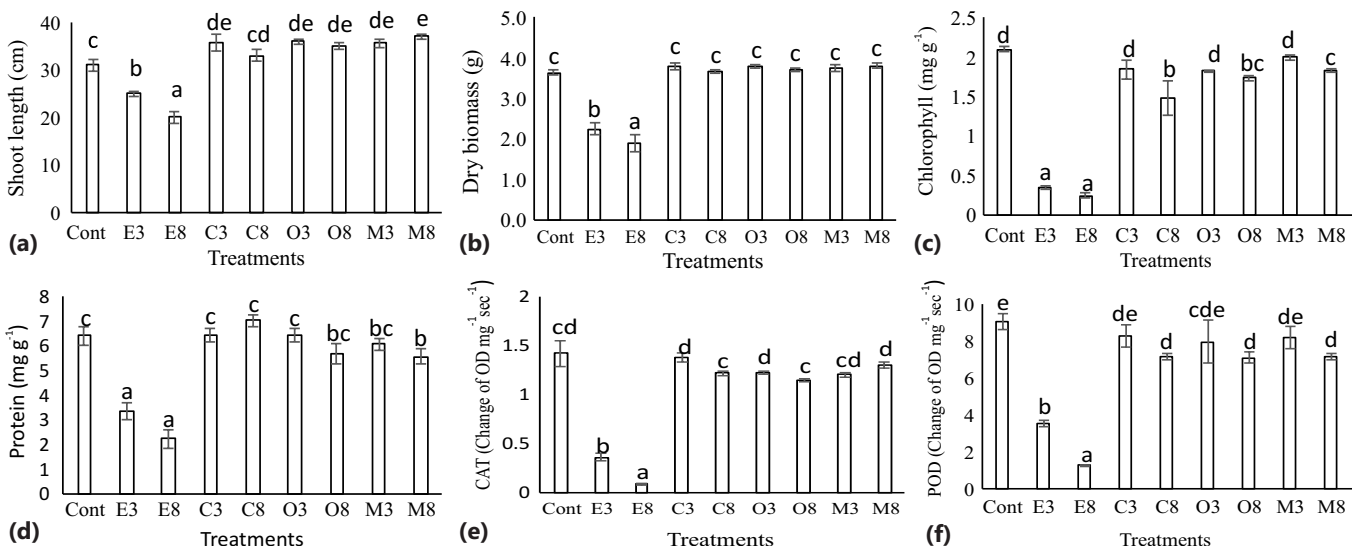 Shoot length (cm)
40
30
20
10
0
c b a de cd de de de e
Cont E3 E8 C3 C8 O3 O8 M3 M8
(a)
Treatments
Dry biomass (g)
5.0
4.0
3.0
2.0
1.0
0.0
c b a c c c c c c
Cont E3 E8 C3 C8 O3 O8 M3 M8
(b)
Treatments
Chlorophyll (mg g⁻¹)
2.5
2
1.5
1
0.5
0
d a a d b d bc d c
Cont E3 E8 C3 C8 O3 O8 M3 M8
(c)
Treatments
Protein (mg g⁻¹)
8
7
6
5
4
3
2
1
0
c a a c c c bc bc b
Cont E3 E8 C3 C8 O3 O8 M3 M8
(d)
Treatments
CAT (Change of OD mg⁻¹ sec⁻¹)
2
1.5
1
0.5
0
cd b a d c d c cd d
Cont E3 E8 C3 C8 O3 O8 M3 M8
(e)
Treatments
POD (Change of OD mg⁻¹ sec⁻¹)
10
8
6
4
2
0
e b a de d cde d de d
Cont E3 E8 C3 C8 O3 O8 M3 M8
(f)
Treatments